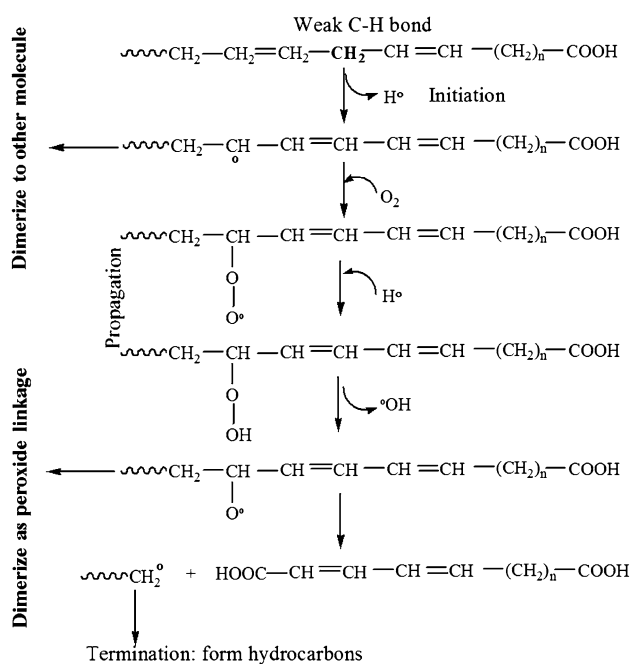 Weak C-H bond
CH2 — CH2=CH2 — CH2 — CH=CH — (CH2)n — COOH
H° Initiation
Dimerize to other molecule
CH2 — CH — CH=CH — CH=CH — (CH2)n — COOH
°
O2
CH2 — CH — CH=CH — CH=CH — (CH2)n — COOH
O
O°
H°
Propagation
CH2 — CH — CH=CH — CH=CH — (CH2)n — COOH
O
OH
°OH
Dimerize as peroxide linkage
CH2 — CH — CH=CH — CH=CH — (CH2)n — COOH
O°
CH2° + HOOC — CH=CH — CH=CH — (CH2)n — COOH
Termination: form hydrocarbons